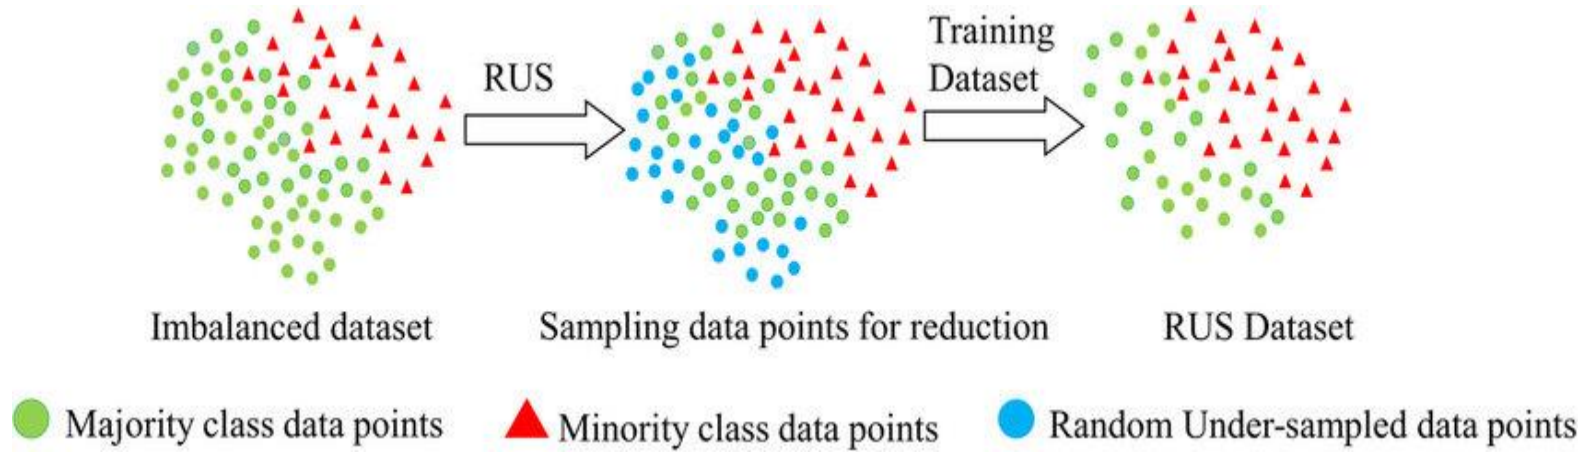 RUS
Training
Dataset
Imbalanced dataset
Sampling data points for reduction
RUS Dataset
Majority class data points
Minority class data points
Random Under-sampled data points